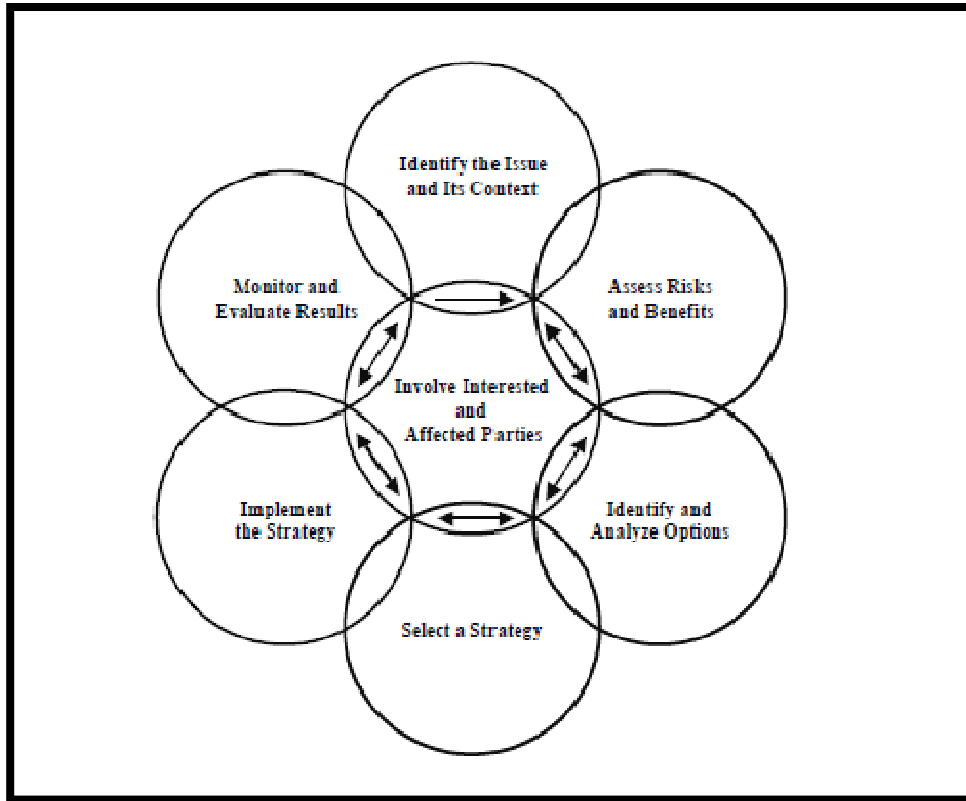 Identify the Issue
and Its Context
Assess Risks
and Benefits
Identify and
Analyze Options
Select a Strategy
Implement
the Strategy
Monitor and
Evaluate Results
Involve Interested
and
Affected Parties